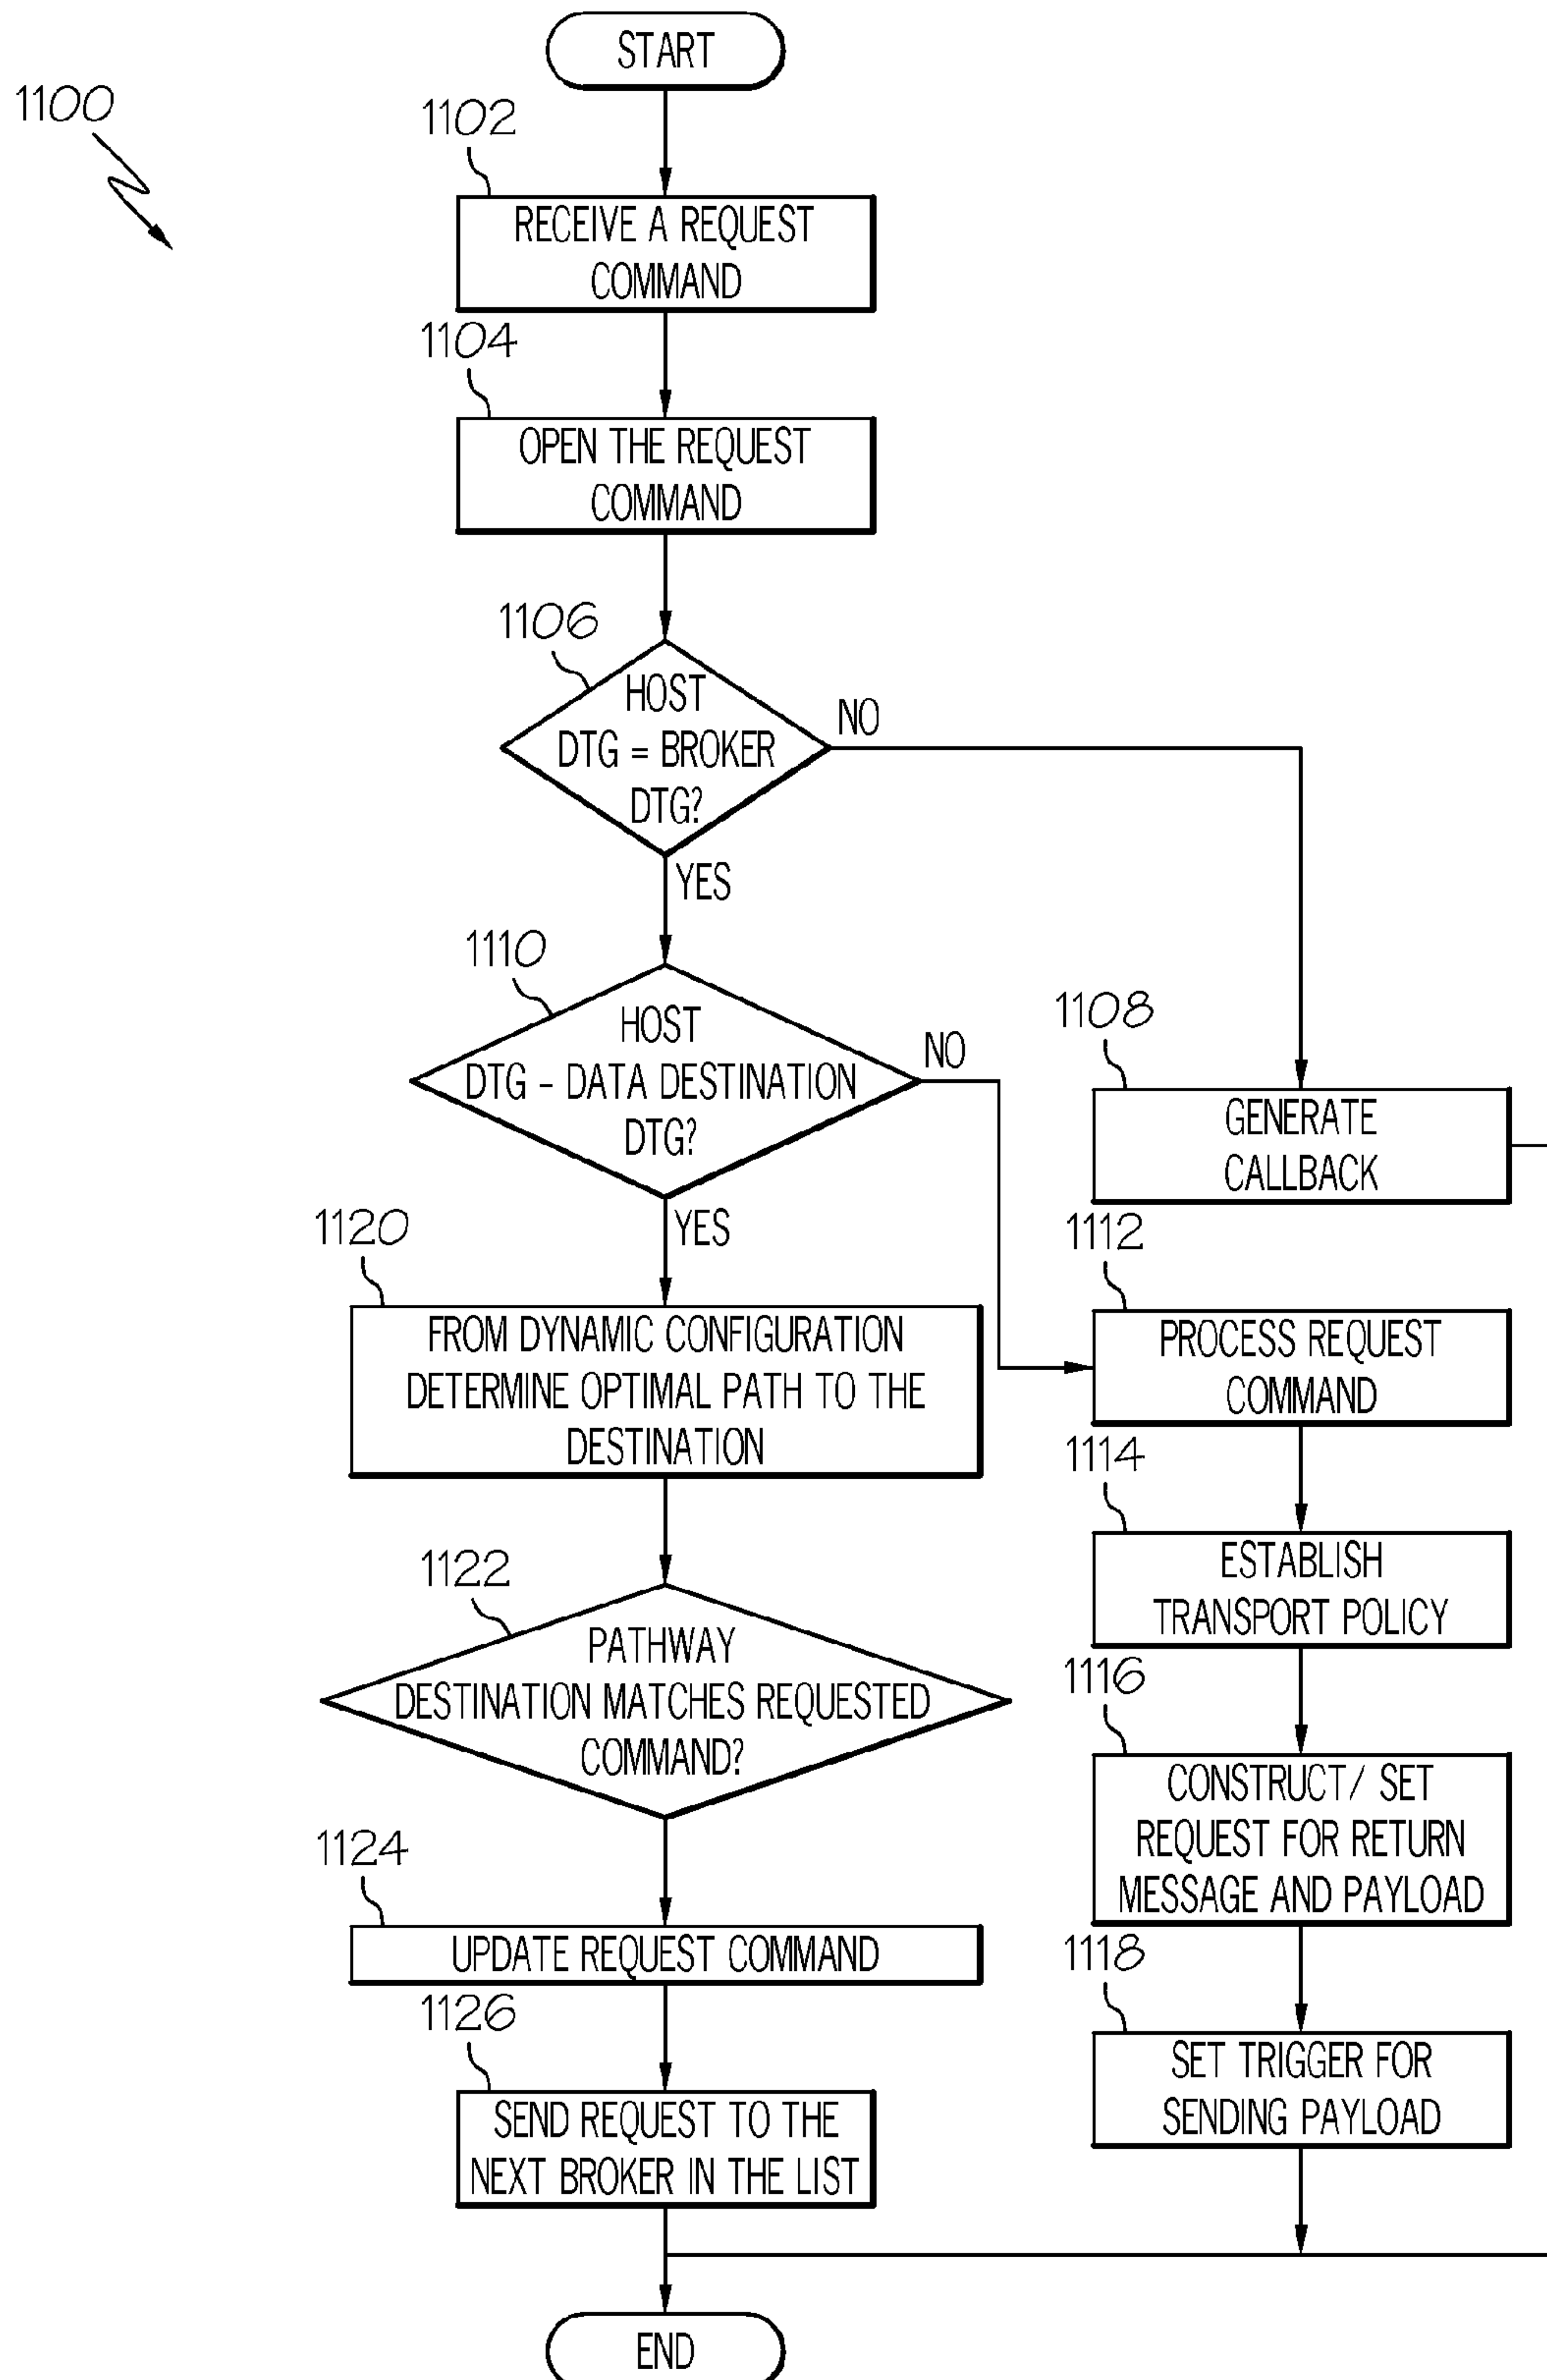 START
1100
1102
RECEIVE A REQUEST
COMMAND
1104
OPEN THE REQUEST
COMMAND
1106
HOST
DTG = BROKER
DTG?
NO
YES
1110
HOST
DTG - DATA DESTINATION
DTG?
NO
YES
1108
GENERATE
CALLBACK
1112
PROCESS REQUEST
COMMAND
1114
ESTABLISH
TRANSPORT POLICY
1116
CONSTRUCT/ SET
REQUEST FOR RETURN
MESSAGE AND PAYLOAD
1118
SET TRIGGER FOR
SENDING PAYLOAD
1120
FROM DYNAMIC CONFIGURATION
DETERMINE OPTIMAL PATH TO THE
DESTINATION
1122
PATHWAY
DESTINATION MATCHES REQUESTED
COMMAND?
1124
UPDATE REQUEST COMMAND
1126
SEND REQUEST TO THE
NEXT BROKER IN THE LIST
END